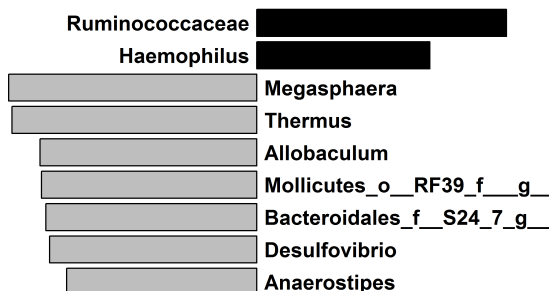 Ruminococcaceae
Haemophilus
Megasphaera
Thermus
Allobaculum
Mollicutes_o__RF39_f___g__
Bacteroidales_f__S24_7_g__
Desulfovibrio
Anaerostipes